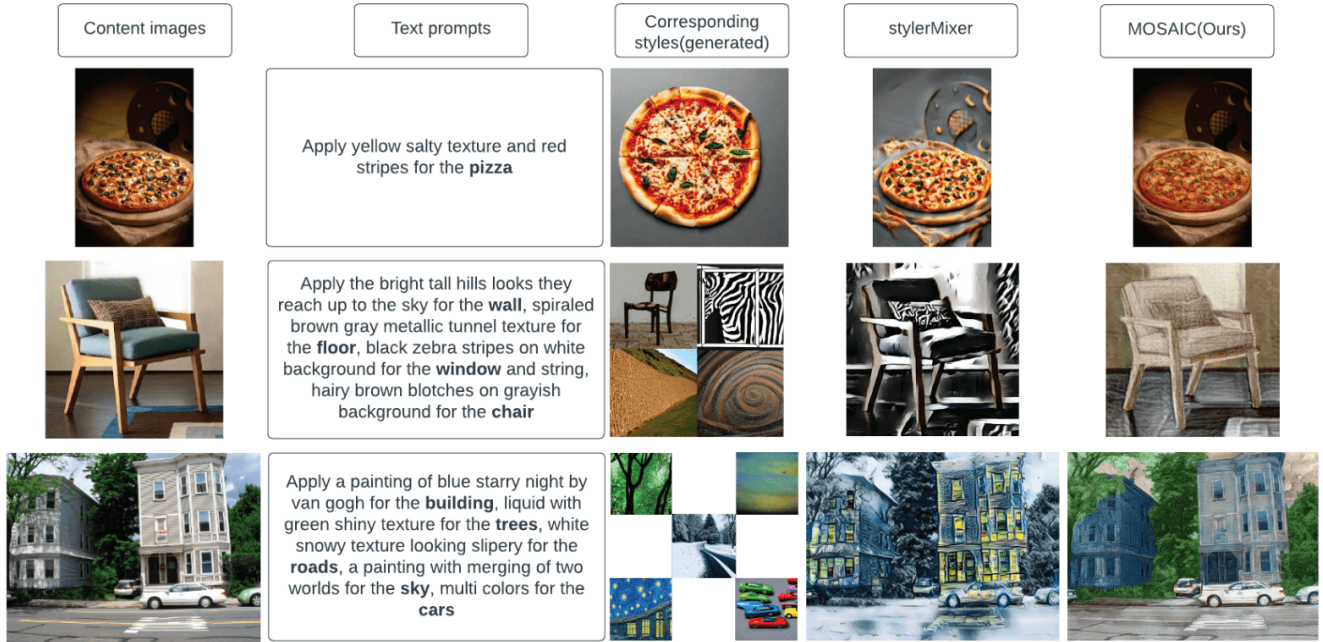 Content images
Text prompts
Corresponding
styles(generated)
stylerMixer
MOSAIC(Ours)
Apply yellow salty texture and red
stripes for the pizza
Apply the bright tall hills looks they
reach up to the sky for the wall, spiraled
brown gray metallic tunnel texture for
the floor, black zebra stripes on white
background for the window and string,
hairy brown blotches on grayish
background for the chair
Apply a painting of blue starry night by
van gogh for the building, liquid with
green shiny texture for the trees, white
snowy texture looking slipery for the
roads, a painting with merging of two
worlds for the sky, multi colors for the
cars